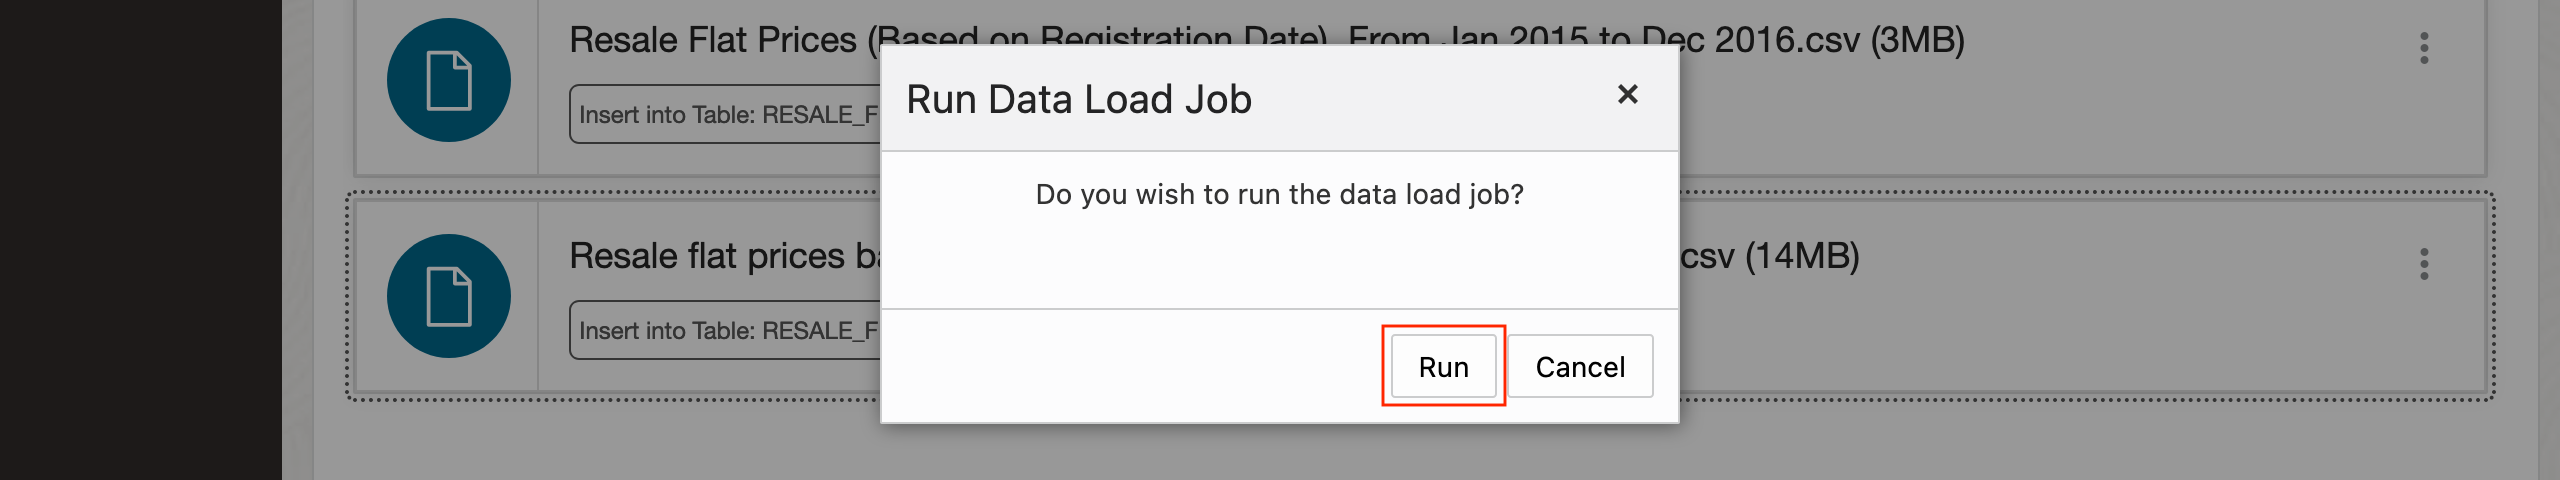 Resale Flat Prices (Based on Registration Date), From Jan 2015 to Dec 2016.csv (3MB)
Insert into Table: RESALE_F
Run Data Load Job
Do you wish to run the data load job?
Resale flat prices ba csv (14MB)
Insert into Table: RESALE_F
Run Cancel